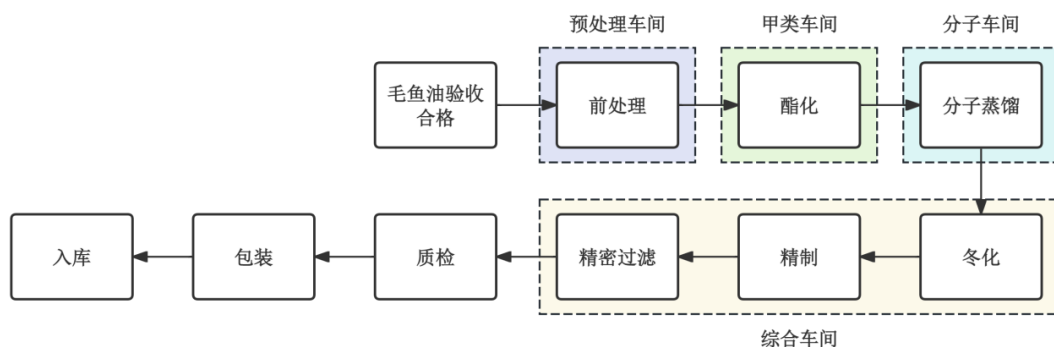 预处理车间
甲类车间
分子车间
毛鱼油验收
合格
前处理
酯化
分子蒸馏
入库
包装
质检
精密过滤
精制
冬化
综合车间